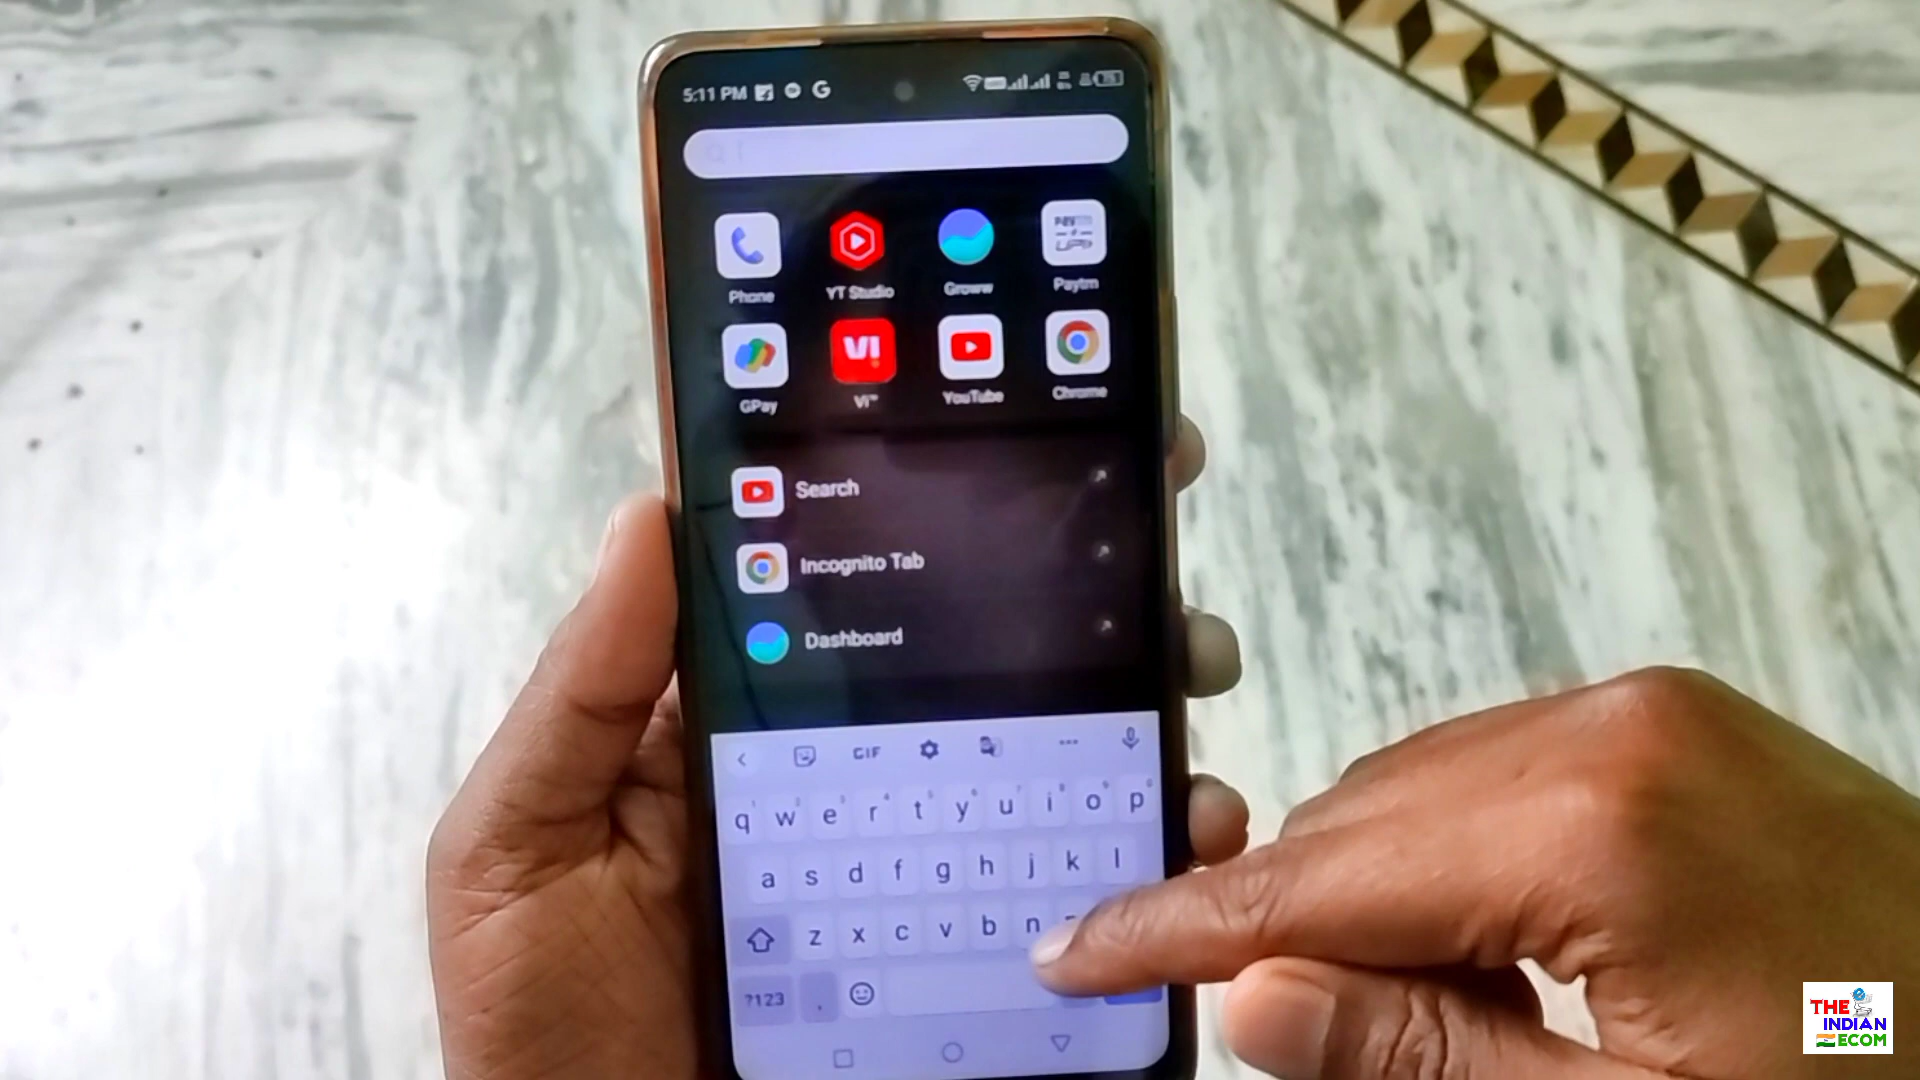 5:11 PM
Phone YT Studio Groww Paytm
GPay Vi™ YouTube Chrome
Search
Incognito Tab
Dashboard
GIF
q w e r t y u i o p
a s d f g h j k l
z x c v b n
?123 ,
THE
INDIAN
ECOM